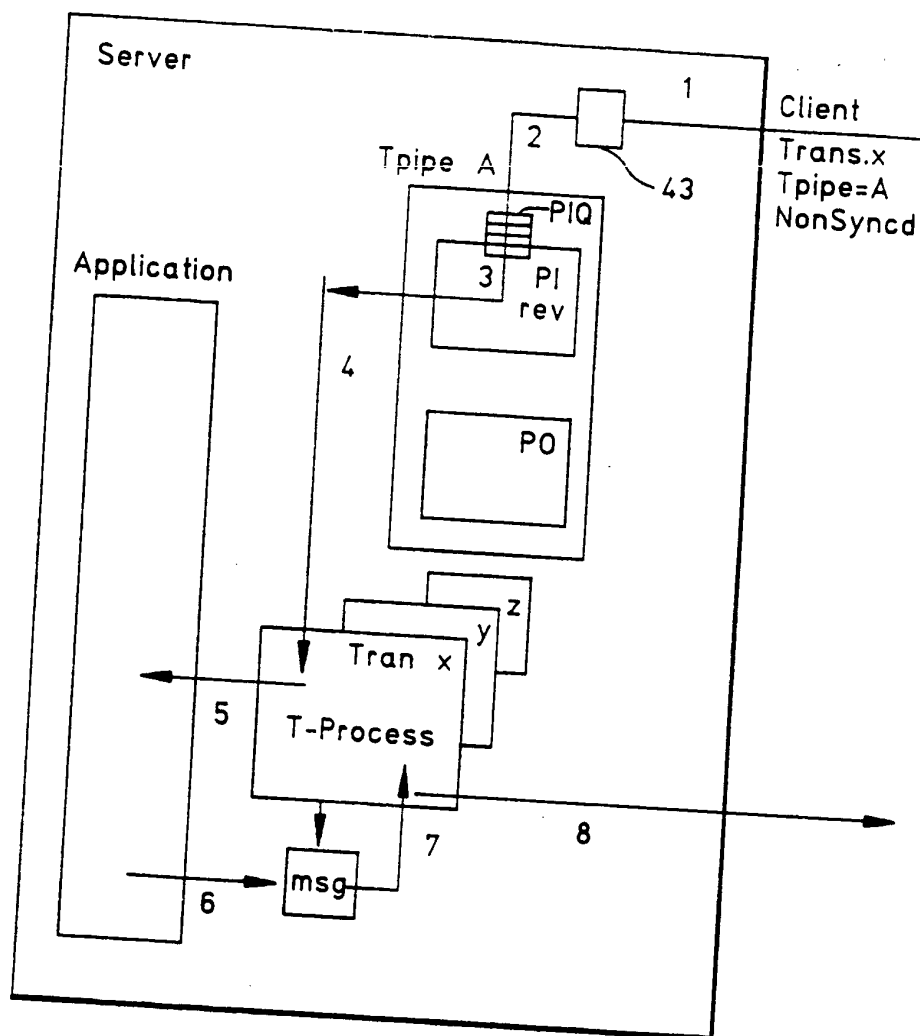 Server
1
Client
2
Trans.x
Tpipe=A
NonSyncd
43
Tpipe A
PIQ
Application
3
PI
rev
4
PO
z
y
Tran x
5
T-Process
7
8
6
msg